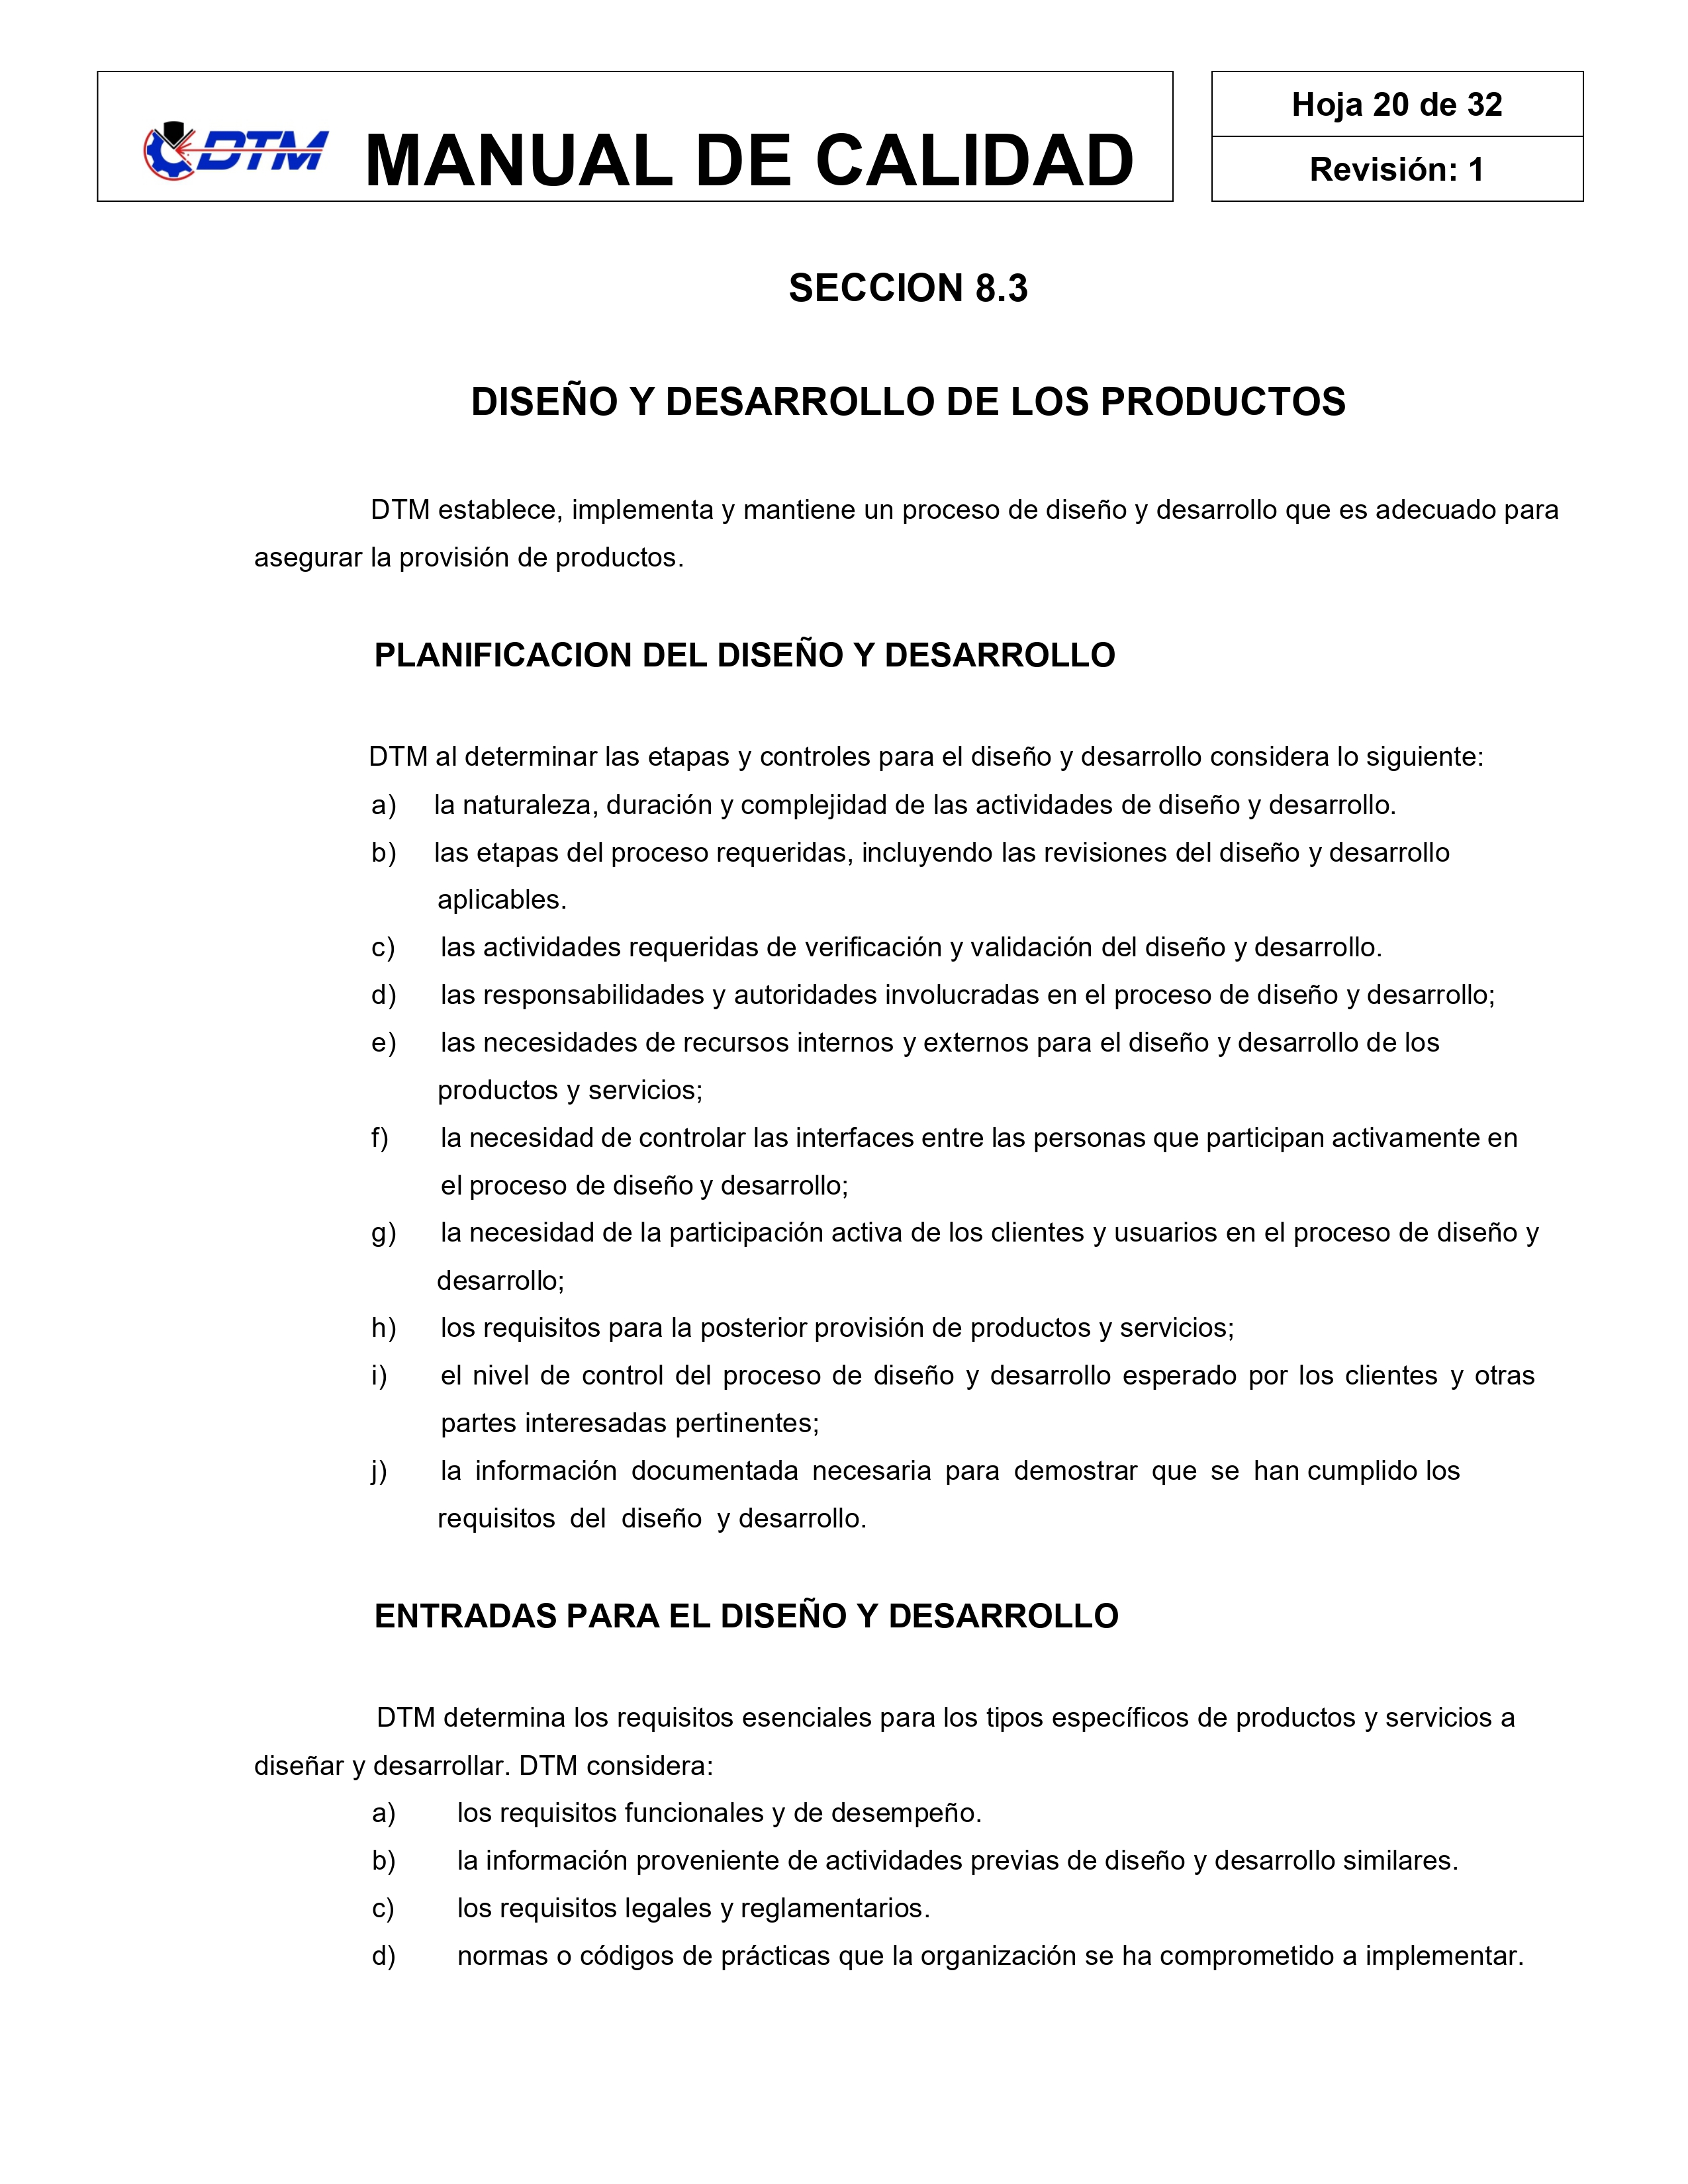 DTM MANUAL DE CALIDAD
Hoja 20 de 32
Revisión: 1
SECCION 8.3
DISEÑO Y DESARROLLO DE LOS PRODUCTOS
DTM establece, implementa y mantiene un proceso de diseño y desarrollo que es adecuado para
asegurar la provisión de productos.
PLANIFICACION DEL DISEÑO Y DESARROLLO
DTM al determinar las etapas y controles para el diseño y desarrollo considera lo siguiente:
a) la naturaleza, duración y complejidad de las actividades de diseño y desarrollo.
b) las etapas del proceso requeridas, incluyendo las revisiones del diseño y desarrollo
aplicables.
c) las actividades requeridas de verificación y validación del diseño y desarrollo.
d) las responsabilidades y autoridades involucradas en el proceso de diseño y desarrollo;
e) las necesidades de recursos internos y externos para el diseño y desarrollo de los
productos y servicios;
f) la necesidad de controlar las interfaces entre las personas que participan activamente en
el proceso de diseño y desarrollo;
g) la necesidad de la participación activa de los clientes y usuarios en el proceso de diseño y
desarrollo;
h) los requisitos para la posterior provisión de productos y servicios;
i) el nivel de control del proceso de diseño y desarrollo esperado por los clientes y otras
partes interesadas pertinentes;
j) la información documentada necesaria para demostrar que se han cumplido los
requisitos del diseño y desarrollo.
ENTRADAS PARA EL DISEÑO Y DESARROLLO
DTM determina los requisitos esenciales para los tipos específicos de productos y servicios a
diseñar y desarrollar. DTM considera:
a) los requisitos funcionales y de desempeño.
b) la información proveniente de actividades previas de diseño y desarrollo similares.
c) los requisitos legales y reglamentarios.
d) normas o códigos de prácticas que la organización se ha comprometido a implementar.